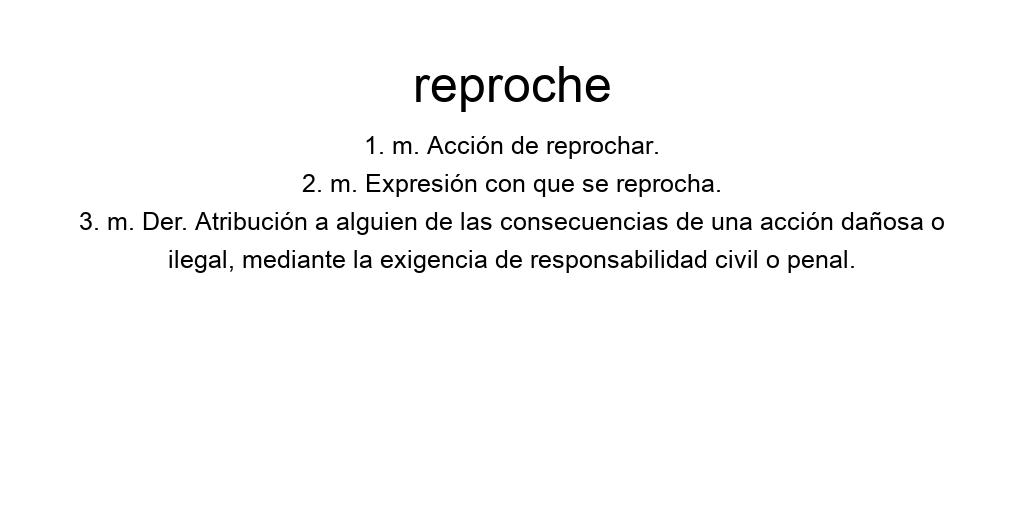 reproche
1. m. Acción de reprochar.
2. m. Expresión con que se reprocha.
3. m. Der. Atribución a alguien de las consecuencias de una acción dañosa o
ilegal, mediante la exigencia de responsabilidad civil o penal.